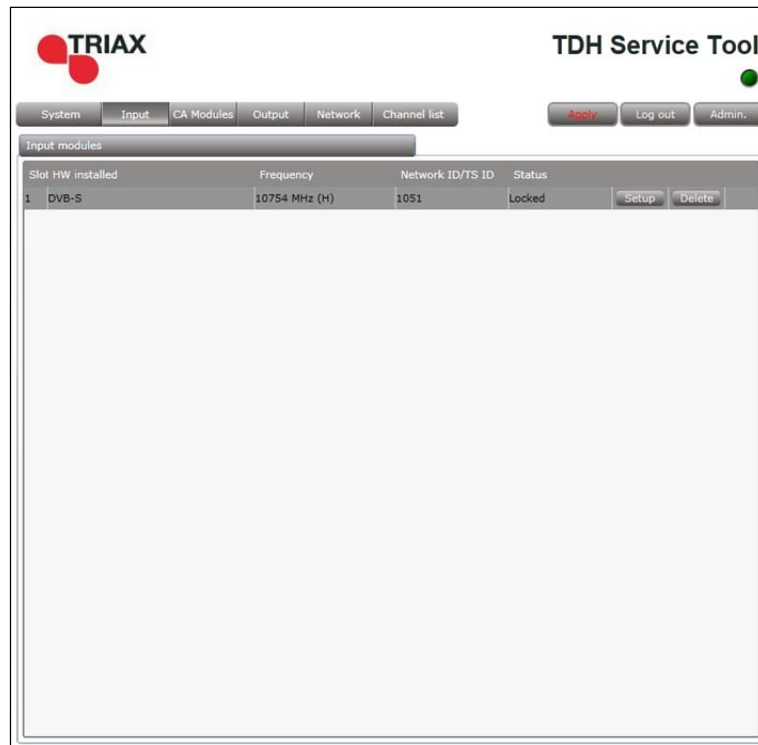 TRIAX
TDH Service Tool
System Input CA Modules Output Network Channel list Apply Log out Admin.
Input modules
Slot HW installed Frequency Network ID/TS ID Status
1 DVB-S 10754 MHz (H) 1051 Locked Setup Delete